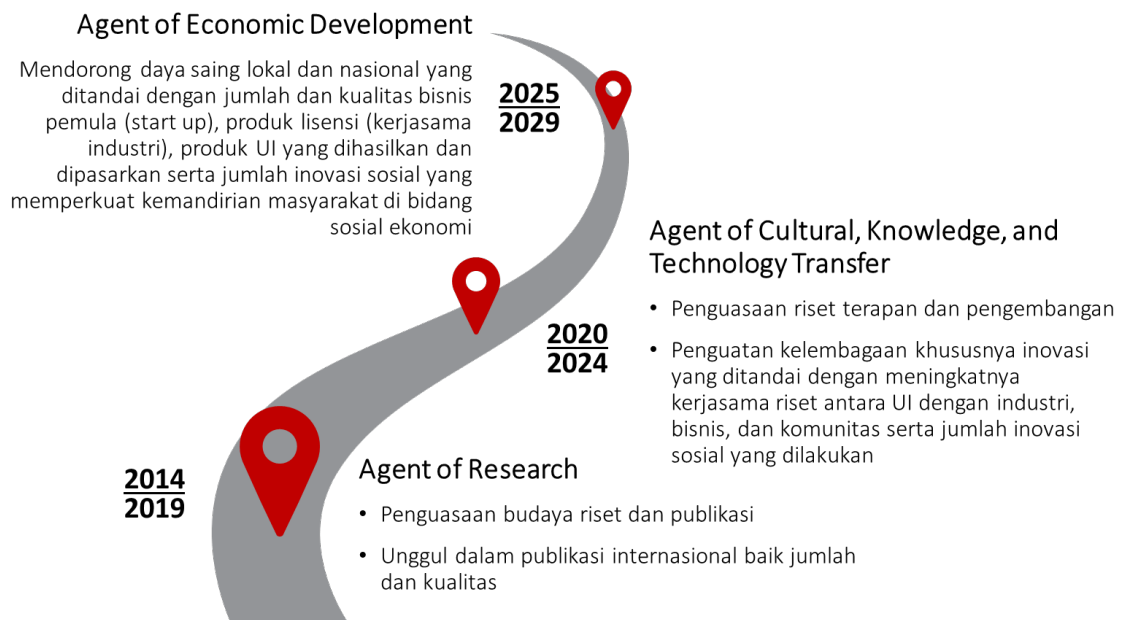 Agent of Economic Development
Mendorong daya saing lokal dan nasional yang
ditandai dengan jumlah dan kualitas bisnis
pemula (start up), produk lisensi (kerjasama
industri), produk UI yang dihasilkan dan
dipasarkan serta jumlah inovasi sosial yang
memperkuat kemandirian masyarakat di bidang
sosial ekonomi
2025
2029
Agent of Cultural, Knowledge, and
Technology Transfer
• Penguasaan riset terapan dan pengembangan
• Penguatan kelembagaan khususnya inovasi
yang ditandai dengan meningkatnya
kerjasama riset antara UI dengan industri,
bisnis, dan komunitas serta jumlah inovasi
sosial yang dilakukan
2020
2024
Agent of Research
• Penguasaan budaya riset dan publikasi
• Unggul dalam publikasi internasional baik jumlah
dan kualitas
2014
2019